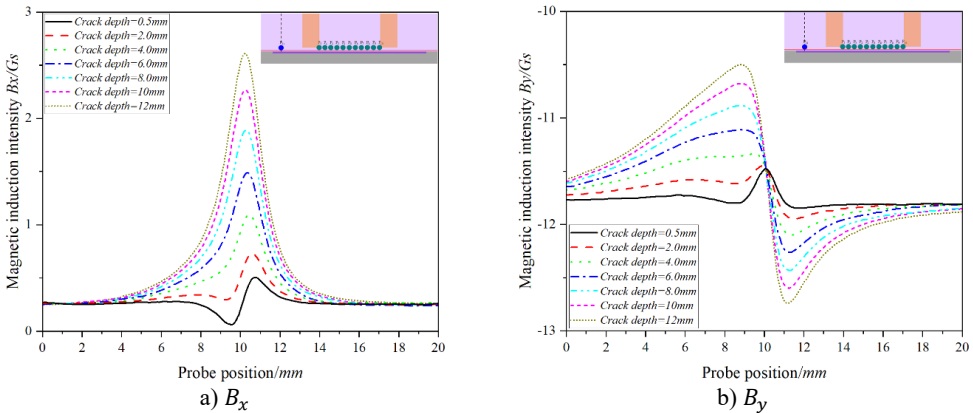 Magnetic induction intensity Bx/Gs
3
2
1
0
Crack depth=0.5mm
Crack depth=2.0mm
Crack depth=4.0mm
Crack depth=6.0mm
Crack depth=8.0mm
Crack depth=10mm
Crack depth=12mm
0 2 4 6 8 10 12 14 16 18 20
Probe position/mm
a) Bx
Magnetic induction intensity By/Gs
-10
-11
-12
-13
Crack depth=0.5mm
Crack depth=2.0mm
Crack depth=4.0mm
Crack depth=6.0mm
Crack depth=8.0mm
Crack depth=10mm
Crack depth=12mm
0 2 4 6 8 10 12 14 16 18 20
Probe position/mm
b) By